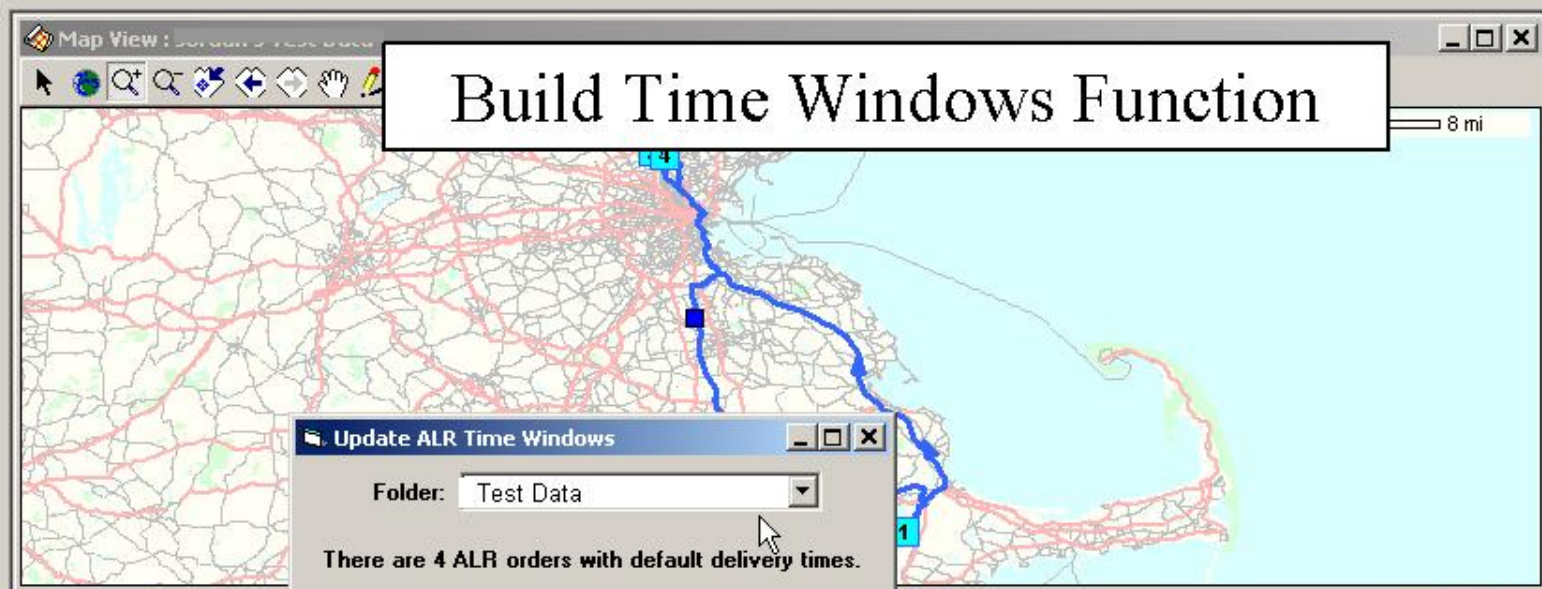 Map View :
Build Time Windows Function
8 mi
4
Update ALR Time Windows
Folder: Test Data
1
There are 4 ALR orders with default delivery times.